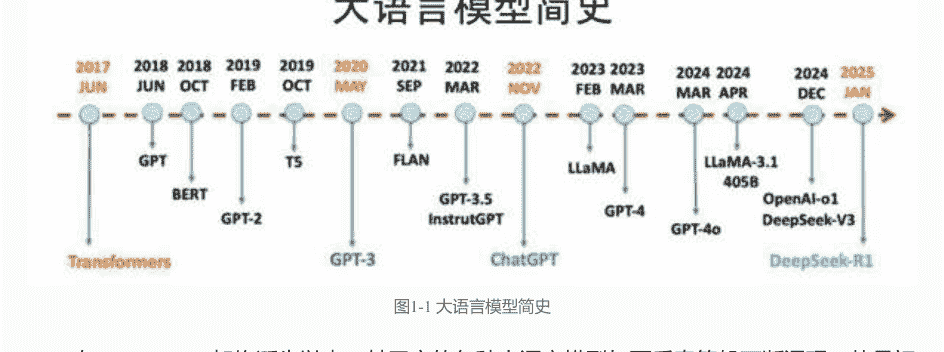 大语言模型简史
2017 2018 2018 2019 2019 2020 2021 2022 2022 2023 2023 2024 2024 2024 2025
JUN JUN OCT FEB OCT MAY SEP MAR NOV FEB MAR MAR APR DEC JAN
GPT T5 FLAN LLaMA LLaMA-3.1
BERT GPT-3.5 405B OpenAI-o1
GPT-2 InstrutGPT GPT-4 GPT-4o DeepSeek-V3
Transformers GPT-3 ChatGPT DeepSeek-R1
图1-1 大语言模型简史